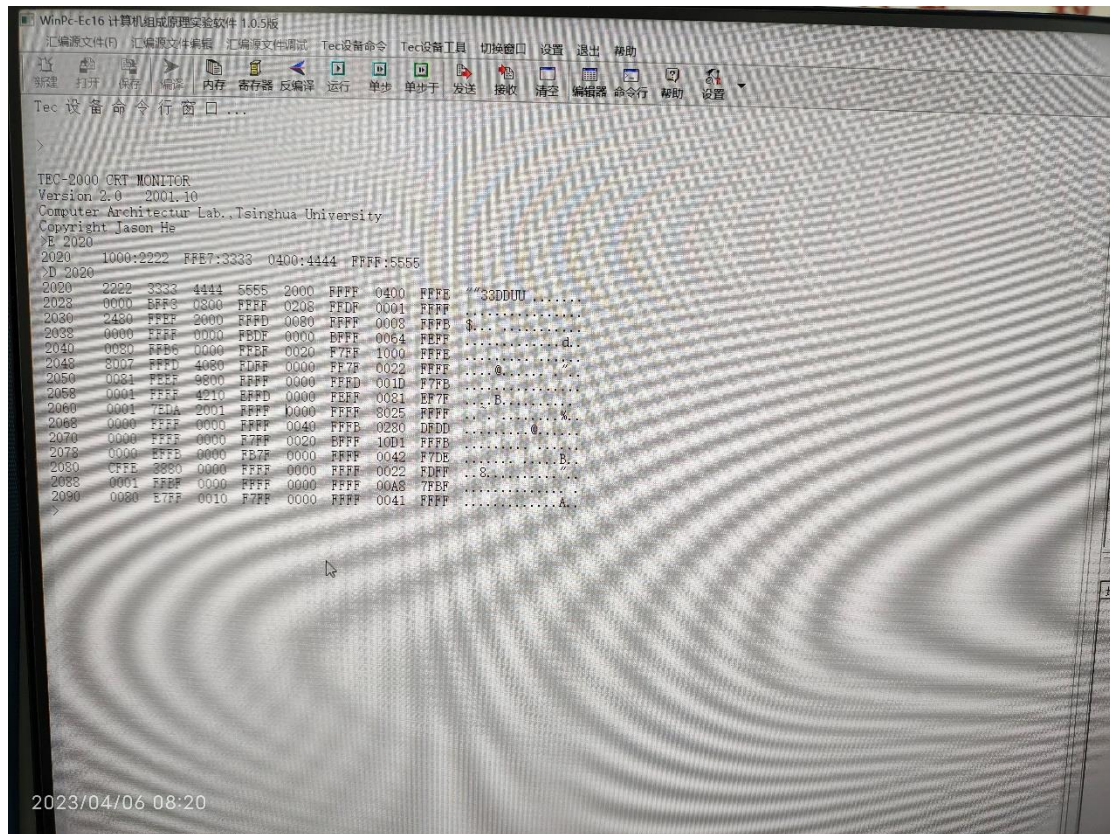 WinPc-Ec16 计算机组成原理实验软件 1.0.5版
汇编源文件(F) 汇编源文件编辑 汇编源文件调试 Tec设备命令 Tec设备工具 切换窗口 设置 退出 帮助
新建 打开 保存 编译 内存 寄存器 反编译 运行 单步 单步于 发送 接收 清空 编辑器 命令行 帮助 设置
Tec 设 备 命 令 行 窗 口 ...
>
TEC-2000 CRT MONITOR
Version 2.0 2001.10
Computer Architectur Lab.,Tsinghua University
Copyright Jason He
>E 2020
2020 1000:2222 FFE7:3333 0400:4444 FFFF:5555
>D 2020
2020 2222 3333 4444 5555 2000 FFFF 0400 FFFE ""33DDUU .......
2028 0000 BFF3 0800 FFBF 0208 FFDF 0001 FFFF
2030 2480 FFEF 2000 FFFD 0080 FFFF 0008 FFFB
2038 0000 FFFF 0000 FBDF 0000 BFFF 0064 FEFF
2040 0080 FFB6 0000 FFBF 0020 F7FF 1000 FFFE
2048 8007 FFFD 4080 FDFF 0000 FF7F 0022 FFFF
2050 0081 FEEF 9800 FFFF 0000 FFFD 001D F7FB
2058 0001 FFFF 4210 EFFD 0000 FEFF 0081 EF7F
2060 0001 7EDA 2001 FFFF 0000 FFFF 8025 FFFF
2068 0000 FFFF 0000 FFFF 0040 FFFB 0280 DFDD
2070 0000 FFFF 0000 F7FF 0020 BFFF 10D1 FFFB
2078 0000 EFFB 0000 FB7F 0000 FFFF 0042 F7DE
2080 CFFE 3880 0000 FFFF 0000 FFFF 0022 FDFF
2088 0001 FFBF 0000 FFFF 0000 FFFF 00A8 7FBF
2090 0080 E7FF 0010 F7FF 0000 FFFF 0041 FFFF
>
2023/04/06 08:20